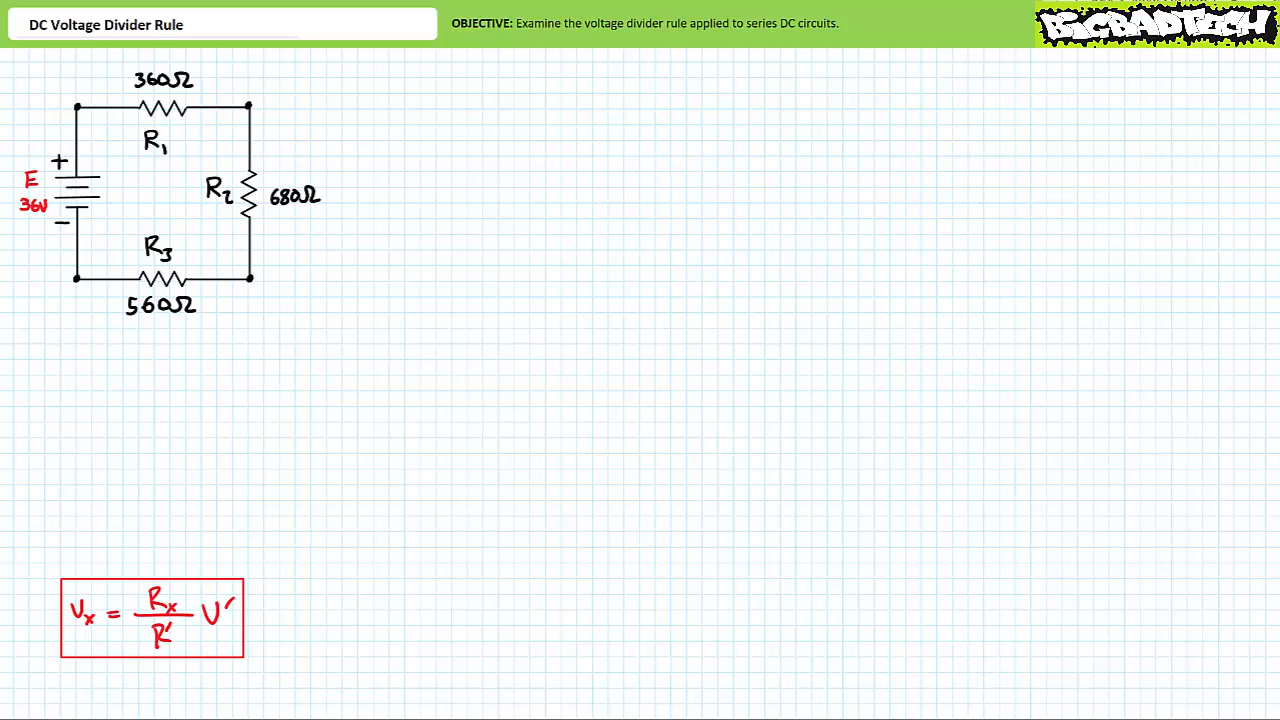 DC Voltage Divider Rule
OBJECTIVE: Examine the voltage divider rule applied to series DC circuits.
BIGBADTECH
360Ω
R1
+
E
36V
−
R2
680Ω
R3
560Ω
Vx = Rx / R' V'